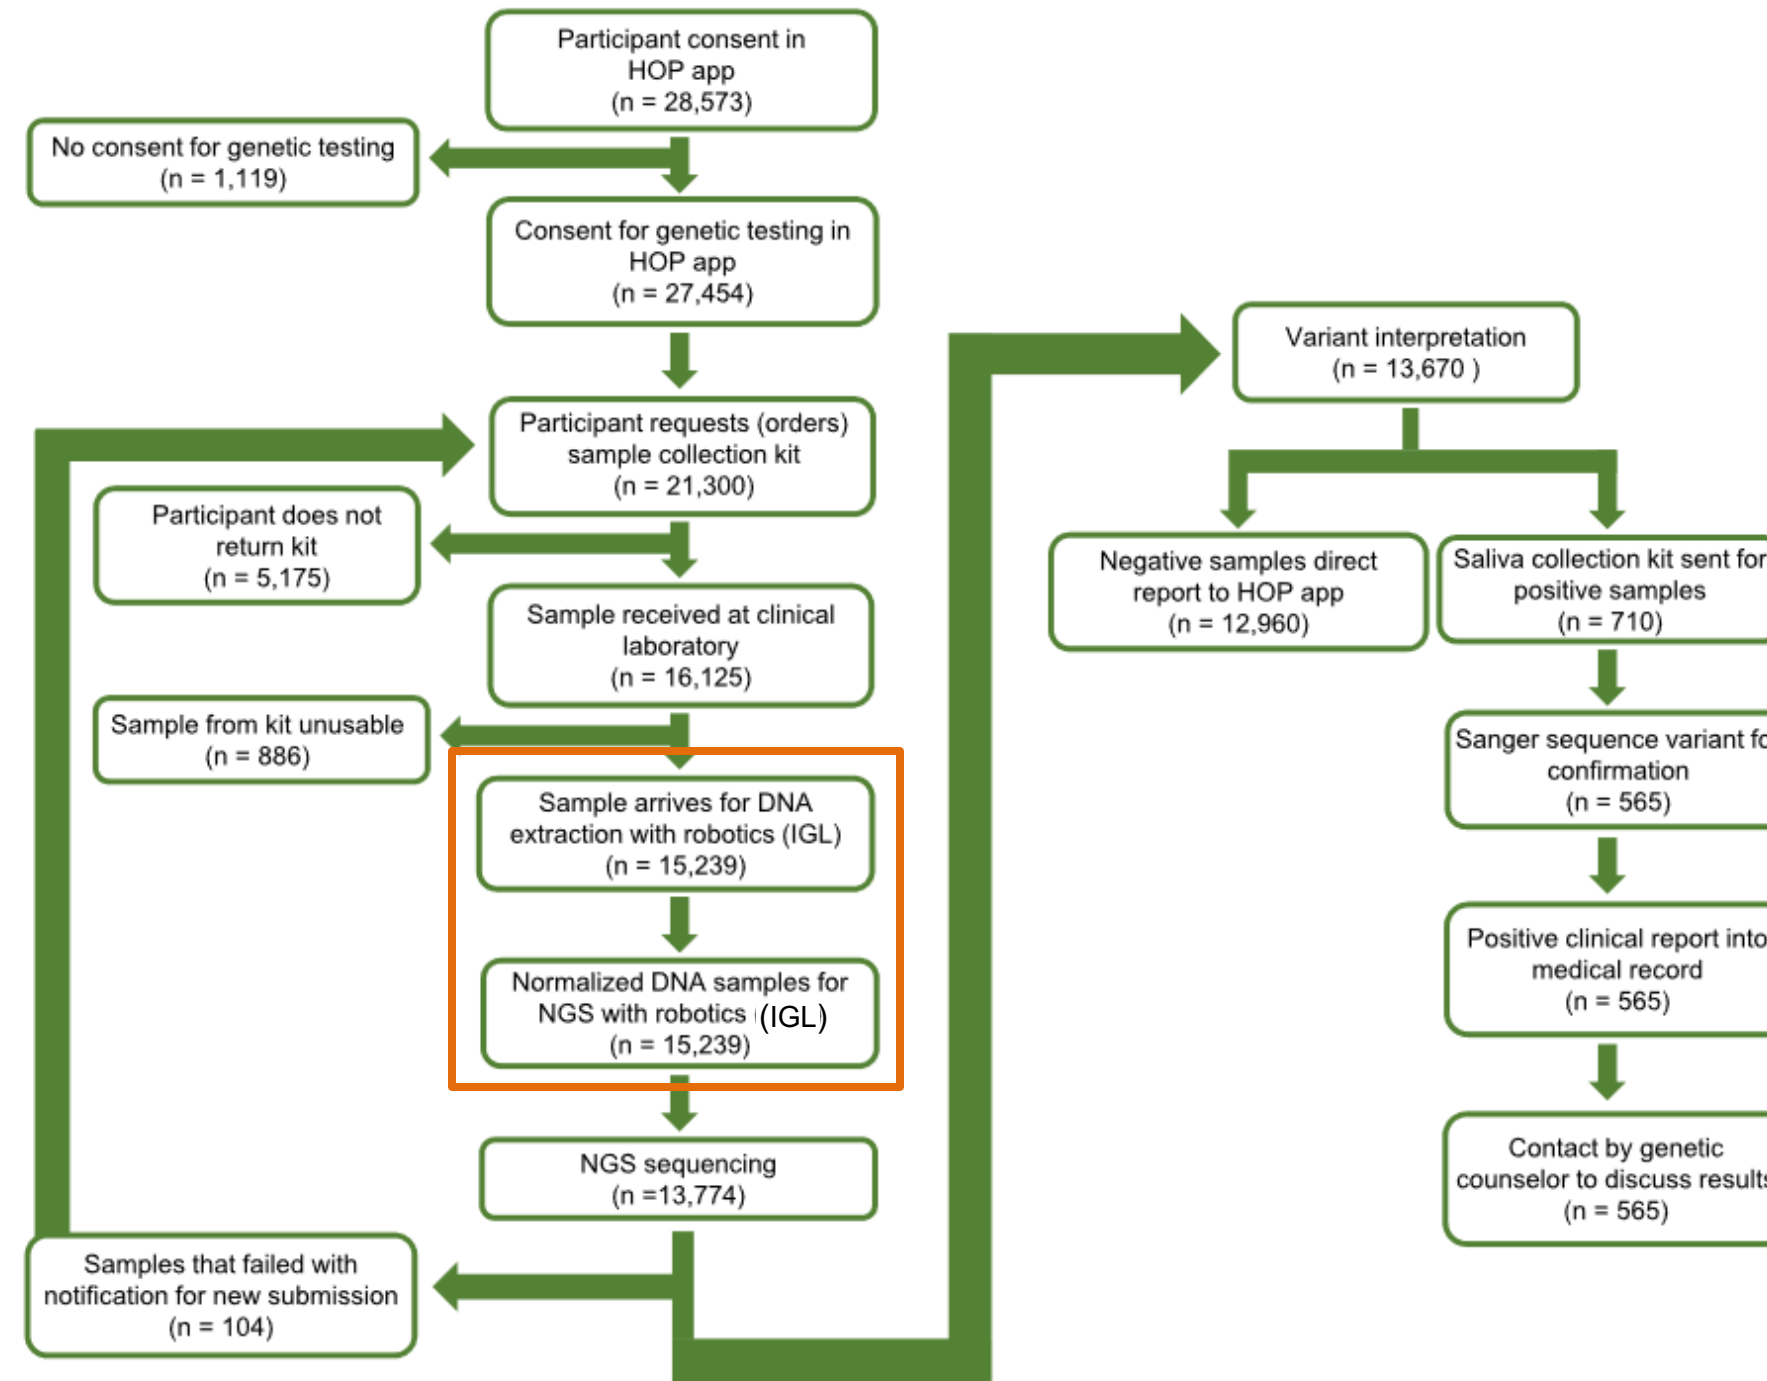 Participant consent in
HOP app
(n = 28,573)
No consent for genetic testing
(n = 1,119)
Consent for genetic testing in
HOP app
(n = 27,454)
Participant requests (orders)
sample collection kit
(n = 21,300)
Participant does not
return kit
(n = 5,175)
Sample received at clinical
laboratory
(n = 16,125)
Sample from kit unusable
(n = 886)
Sample arrives for DNA
extraction with robotics (IGL)
(n = 15,239)
Normalized DNA samples for
NGS with robotics (IGL)
(n = 15,239)
NGS sequencing
(n =13,774)
Samples that failed with
notification for new submission
(n = 104)
Variant interpretation
(n = 13,670 )
Negative samples direct
report to HOP app
(n = 12,960)
Saliva collection kit sent for
positive samples
(n = 710)
Sanger sequence variant fo
confirmation
(n = 565)
Positive clinical report into
medical record
(n = 565)
Contact by genetic
counselor to discuss results
(n = 565)